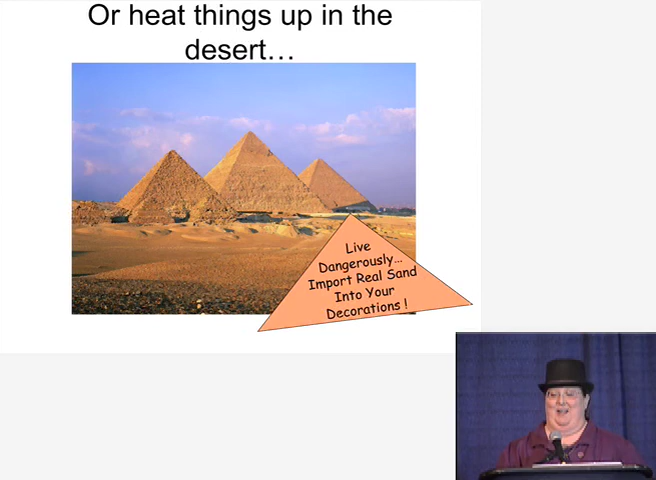 Or heat things up in the
desert…
Live
Dangerously…
Import Real Sand
Into Your
Decorations !